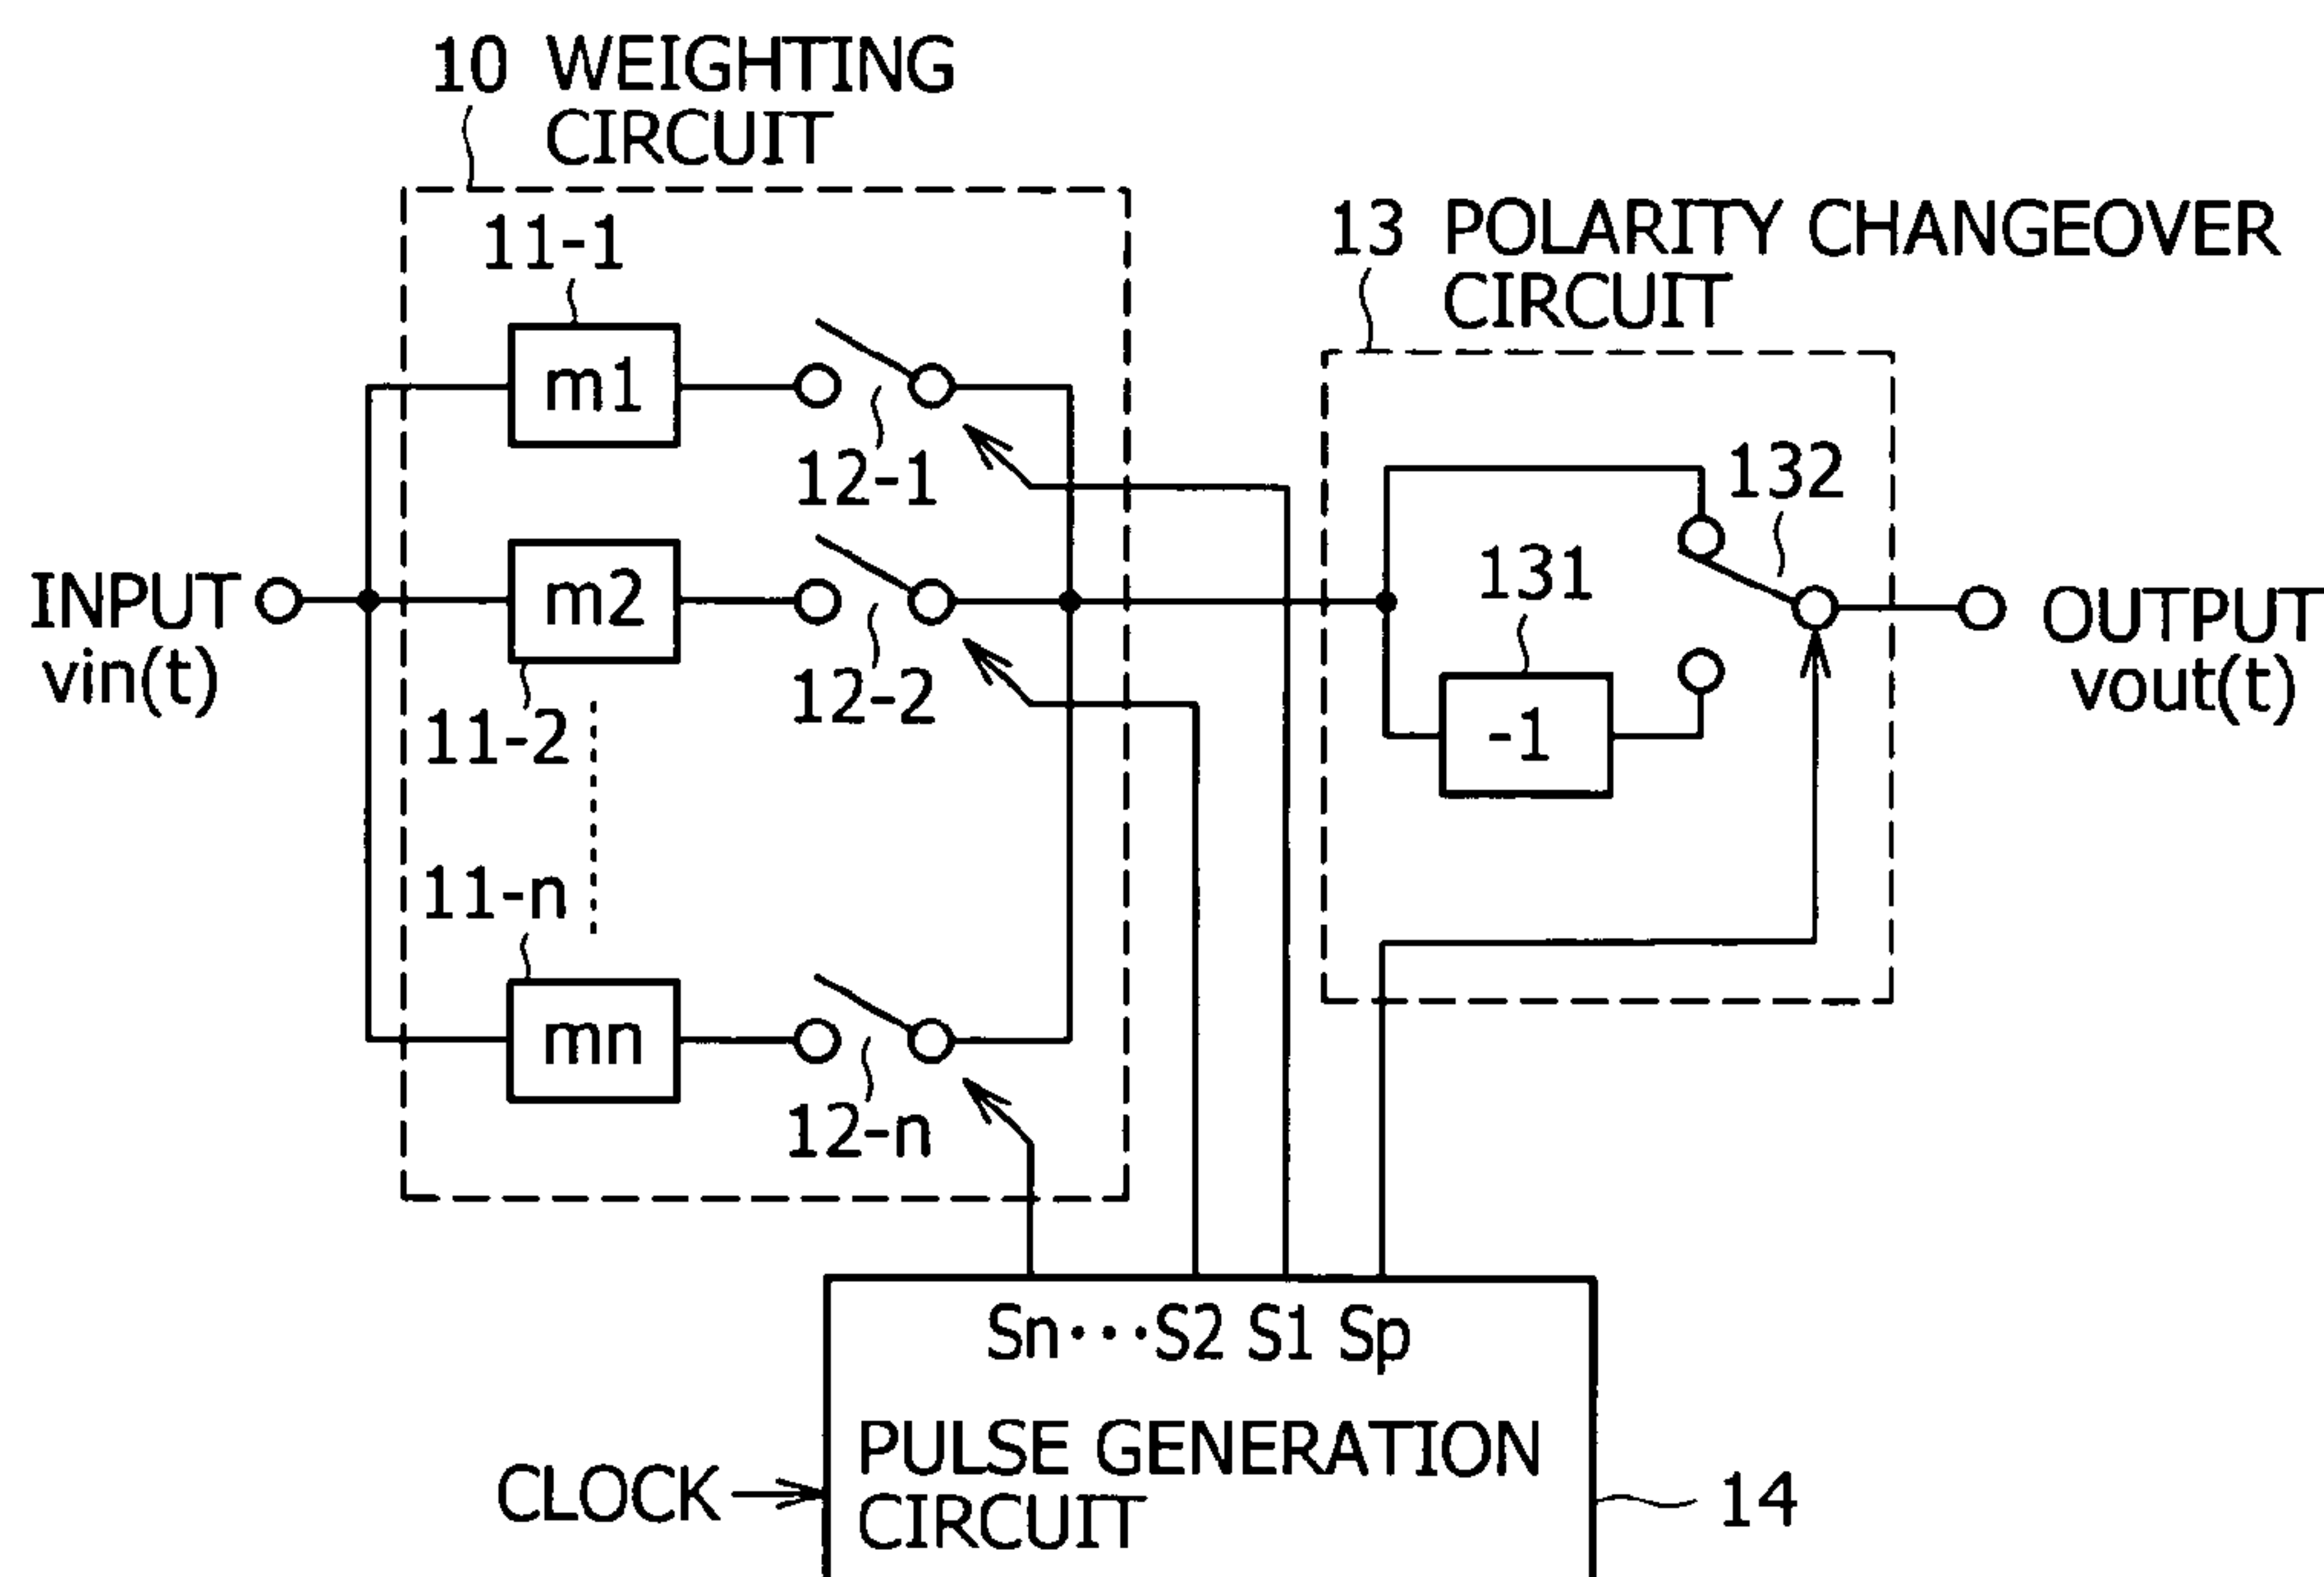 10 WEIGHTING
CIRCUIT
11-1
13 POLARITY CHANGEOVER
CIRCUIT
m1
12-1
132
INPUT
vin(t)
m2
131
OUTPUT
vout(t)
12-2
11-2
-1
11-n
mn
12-n
Sn···S2 S1 Sp
PULSE GENERATION
CIRCUIT
CLOCK
14